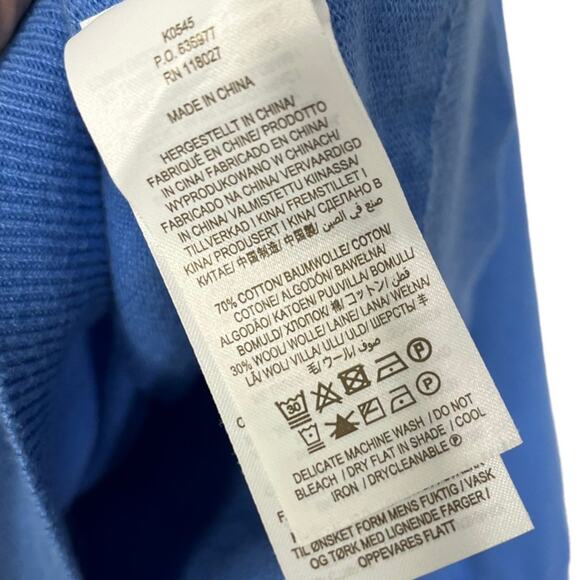 K0545
P.O. 635977
RN 118027
MADE IN CHINA
HERGESTELLT IN CHINA/
FABRIQUÉ EN CHINE/ PRODOTTO
IN CINA/ FABRICADO EN CHINA/
WYPRODUKOWANO W CHINACH/
FABRICADO NA CHINA/ VERVAARDIGD
IN CHINA/ VALMISTETTU KIINASSA/
TILLVERKAD I KINA/ FREMSTILLET I
KINA/ PRODUSERT I KINA/ СДЕЛАНО В
КИТАЕ/ 中国制造/ 中国製/ صنع في الصين
70% COTTON/ BAUMWOLLE/ COTON/
COTONE/ ALGODÓN/ BAWEŁNA/
ALGODÃO/ KATOEN/ PUUVILLA/ BOMULL/
BOMULD/ ХЛОПОК/ 棉/ コットン/ قطن
30% WOOL/ WOLLE/ LAINE/ LANA/ WEŁNA/
LÃ/ WOL/ VILLA/ ULL/ ULD/ ШЕРСТЬ/ 羊
毛/ ウール/ صوف
30
P
P
DELICATE MACHINE WASH / DO NOT
BLEACH / DRY FLAT IN SHADE / COOL
IRON / DRYCLEANABLE Ⓟ
TIL ØNSKET FORM MENS FUKTIG / VASK
OG TØRK MED LIGNENDE FARGER /
OPPEVARES FLATT